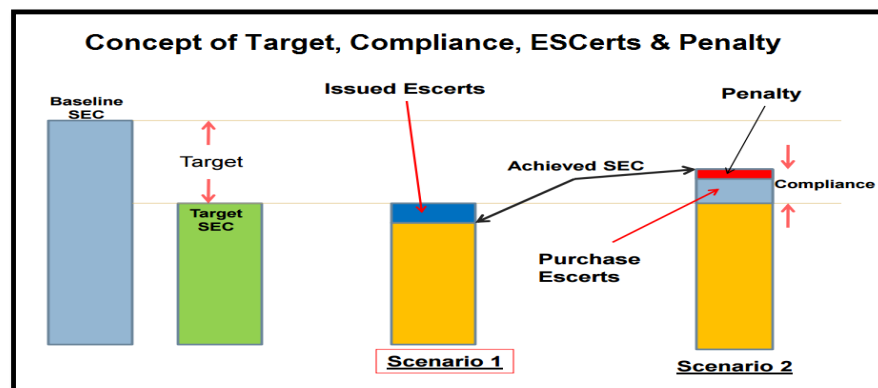 Concept of Target, Compliance, ESCerts & Penalty
Baseline
SEC
Target
Target
SEC
Issued Escerts
Achieved SEC
Penalty
Compliance
Purchase
Escerts
Scenario 1
Scenario 2